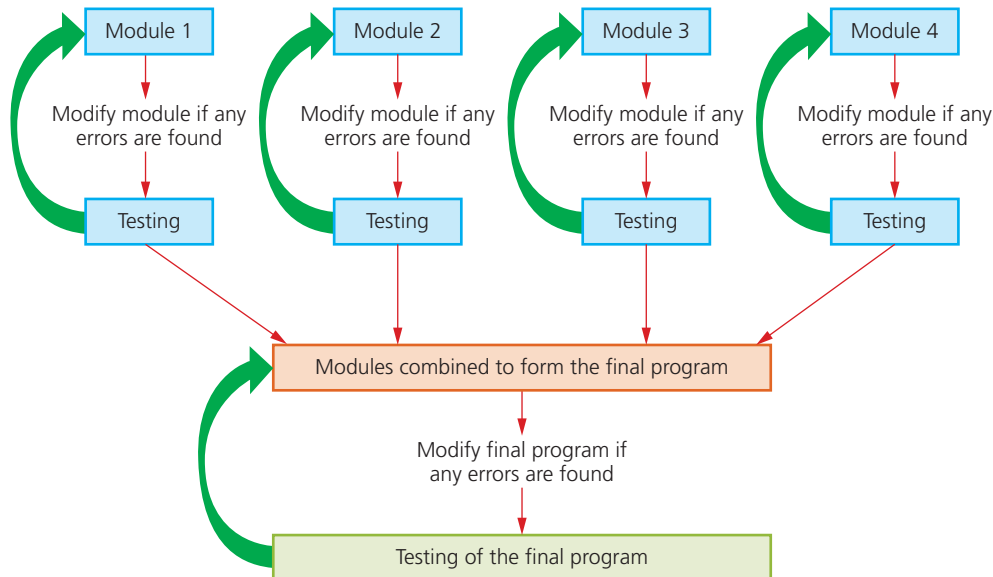 Module 1
Module 2
Module 3
Module 4
Modify module if any
errors are found
Modify module if any
errors are found
Modify module if any
errors are found
Modify module if any
errors are found
Testing
Testing
Testing
Testing
Modules combined to form the final program
Modify final program if
any errors are found
Testing of the final program